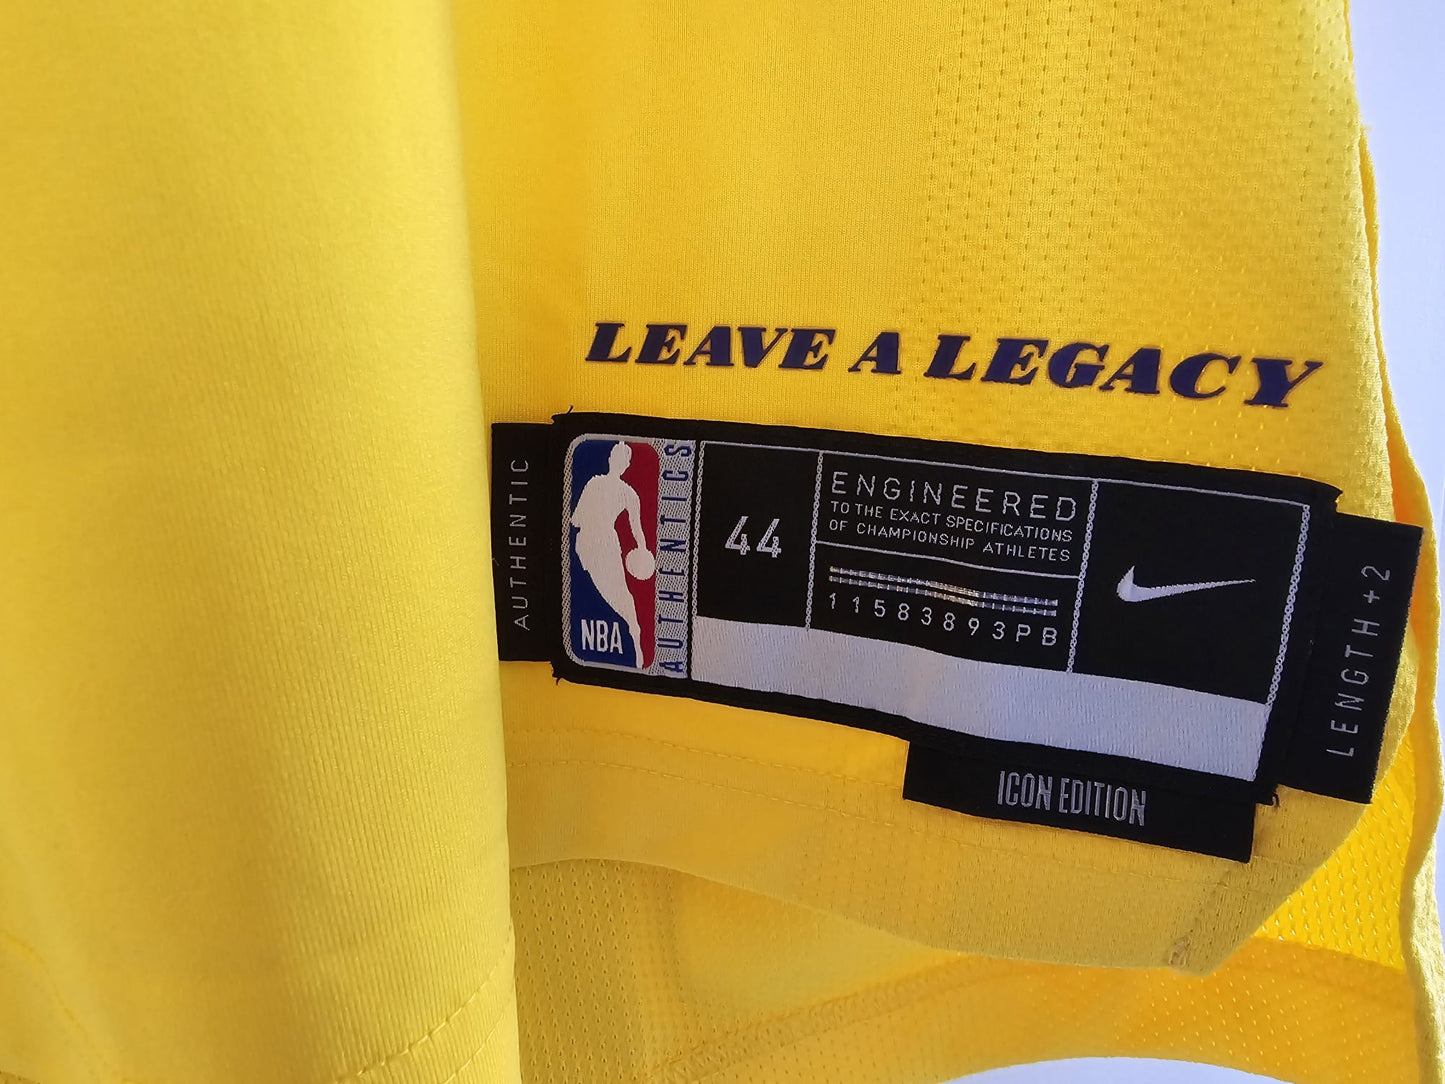 LEAVE A LEGACY
AUTHENTIC
NBA
AUTHENTICS
44
ENGINEERED
TO THE EXACT SPECIFICATIONS
OF CHAMPIONSHIP ATHLETES
11583893PB
LENGTH+2
ICON EDITION